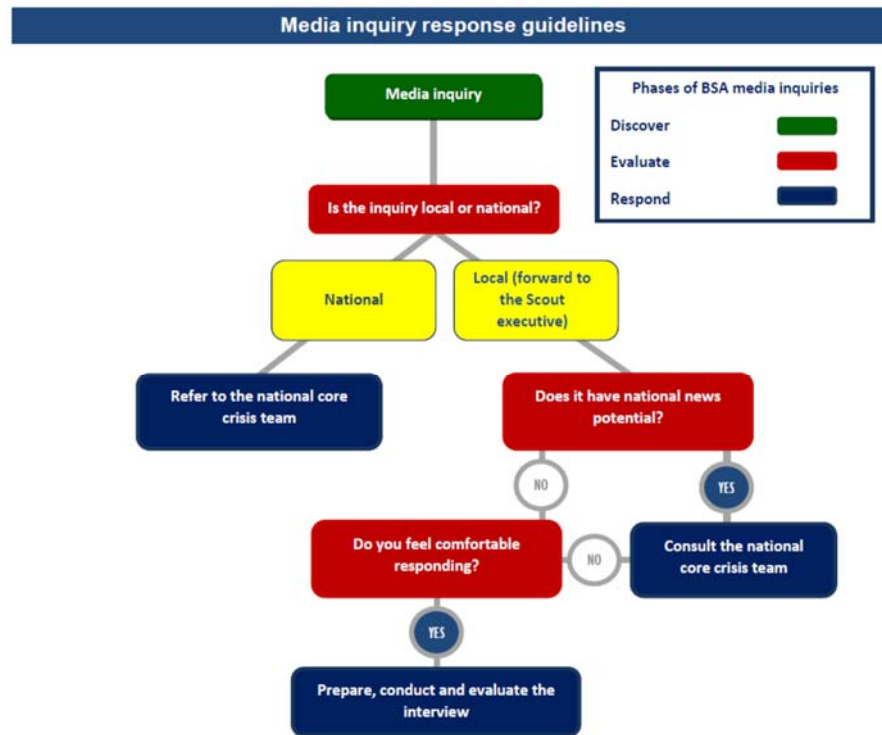 Media inquiry response guidelines
Media inquiry
Phases of BSA media inquiries
Discover
Evaluate
Respond
Is the inquiry local or national?
National
Local (forward to
the Scout
executive)
Refer to the national core
crisis team
Does it have national news
potential?
NO
YES
Do you feel comfortable
responding?
NO
Consult the national
core crisis team
YES
Prepare, conduct and evaluate the
interview